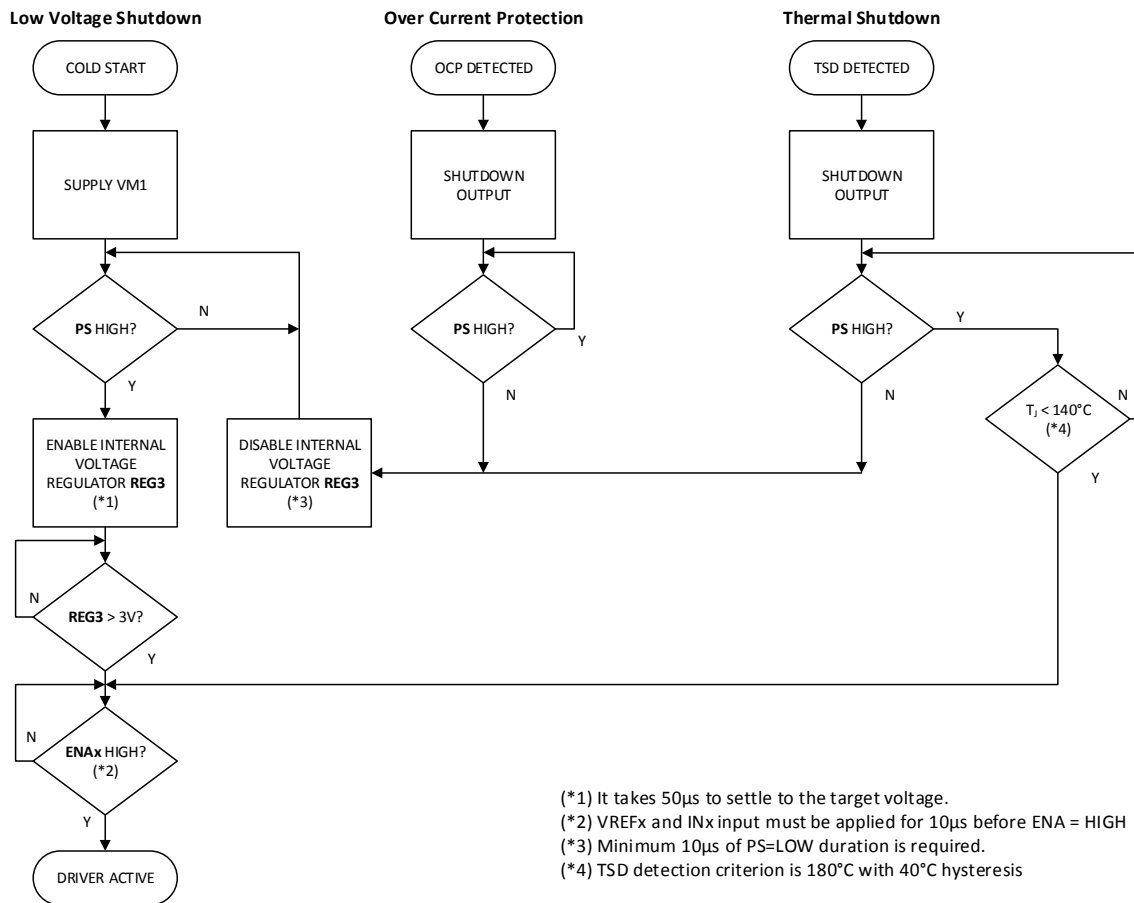 Low Voltage Shutdown
Over Current Protection
Thermal Shutdown
COLD START
OCP DETECTED
TSD DETECTED
SUPPLY VM1
SHUTDOWN
OUTPUT
SHUTDOWN
OUTPUT
PS HIGH?
N
Y
PS HIGH?
Y
N
PS HIGH?
Y
N
TJ < 140°C
(*4)
N
Y
ENABLE INTERNAL
VOLTAGE
REGULATOR REG3
(*1)
DISABLE INTERNAL
VOLTAGE
REGULATOR REG3
(*3)
N
REG3 > 3V?
Y
N
ENAx HIGH?
(*2)
Y
DRIVER ACTIVE
(*1) It takes 50µs to settle to the target voltage.
(*2) VREFx and INx input must be applied for 10µs before ENA = HIGH
(*3) Minimum 10µs of PS=LOW duration is required.
(*4) TSD detection criterion is 180°C with 40°C hysteresis